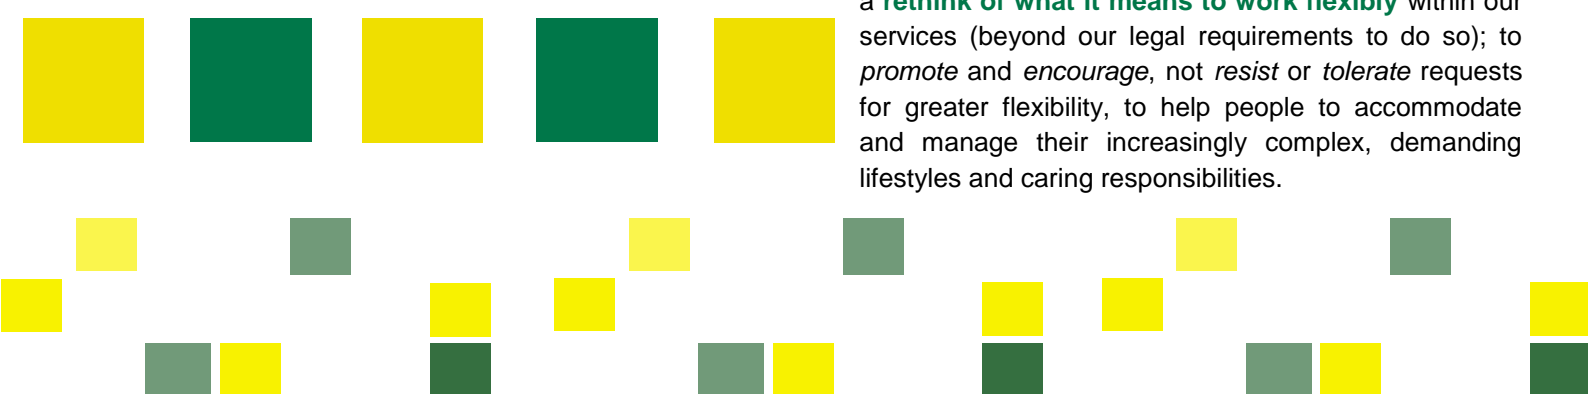 a rethink of what it means to work flexibly within our
services (beyond our legal requirements to do so); to
promote and encourage, not resist or tolerate requests
for greater flexibility, to help people to accommodate
and manage their increasingly complex, demanding
lifestyles and caring responsibilities.